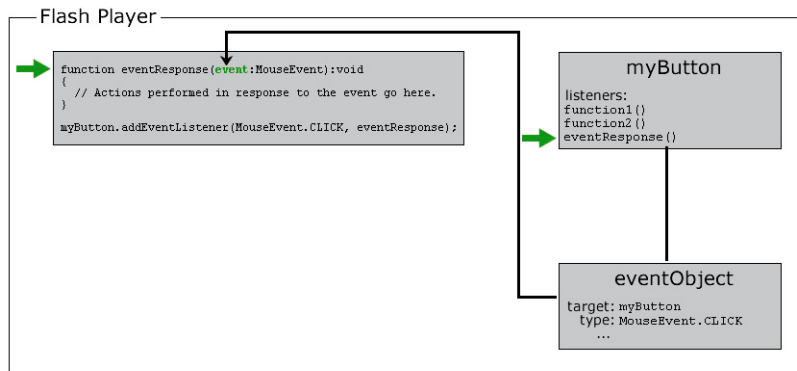 Flash Player
function eventResponse(event:MouseEvent):void
{
// Actions performed in response to the event go here.
}
myButton.addEventListener(MouseEvent.CLICK, eventResponse);
myButton
listeners:
function1()
function2()
eventResponse()
eventObject
target: myButton
type: MouseEvent.CLICK
...